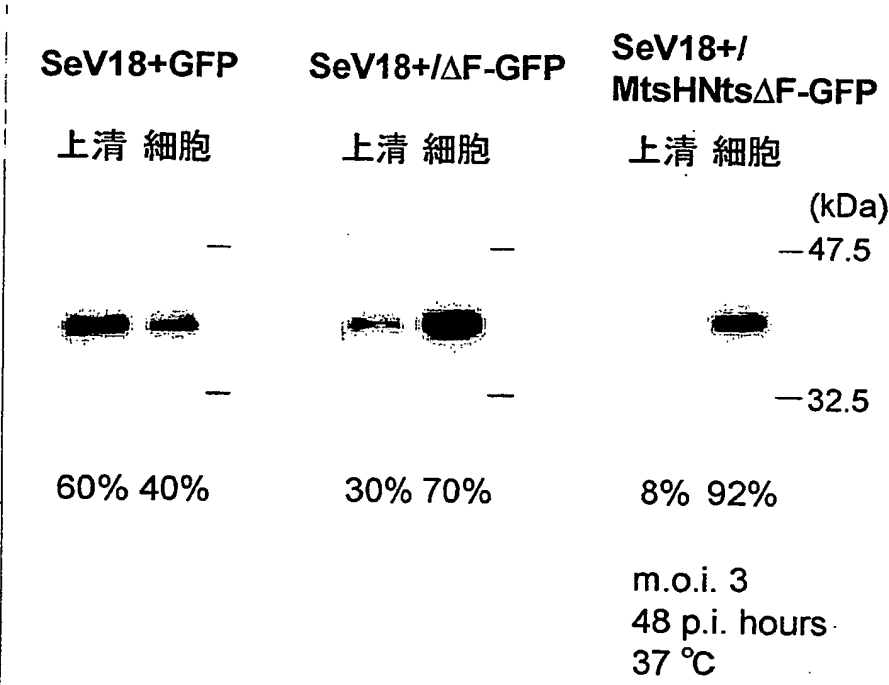 SeV18+GFP
SeV18+/ΔF-GFP
SeV18+/
MtsHNtsΔF-GFP
上清 細胞
上清 細胞
上清 細胞
(kDa)
47.5
32.5
60% 40%
30% 70%
8% 92%
m.o.i. 3
48 p.i. hours
37 ℃